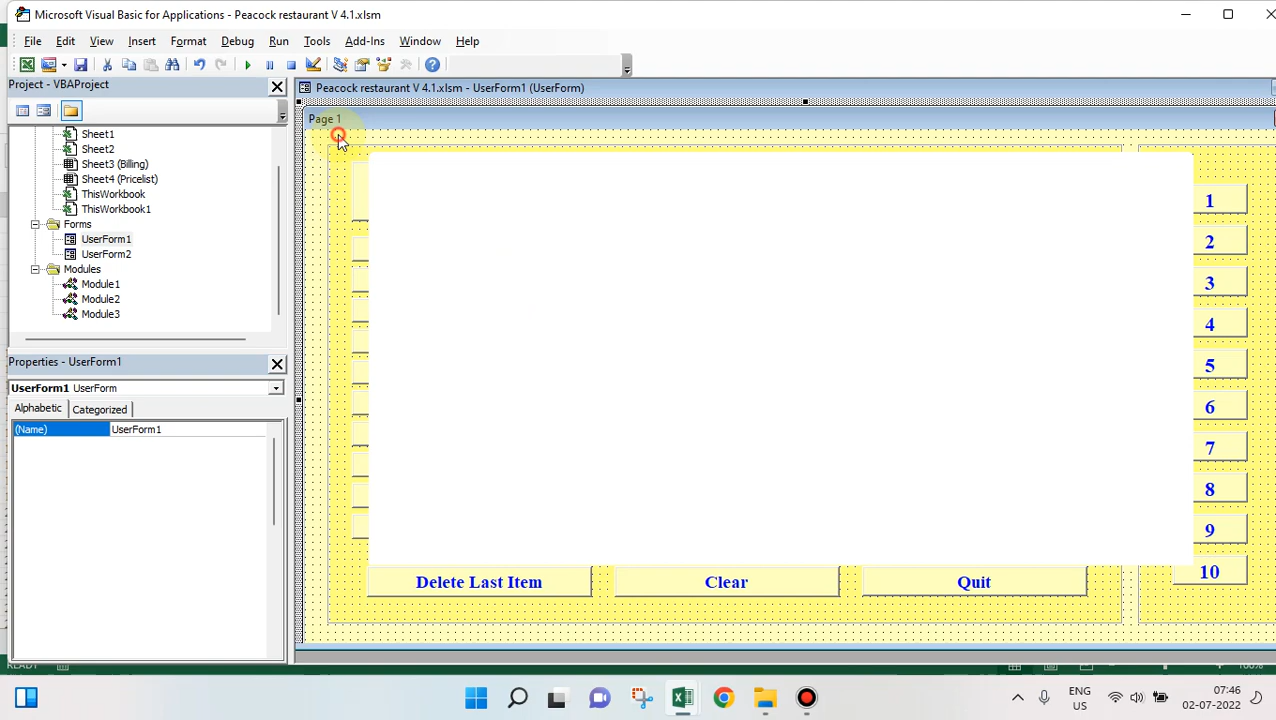 Microsoft Visual Basic for Applications - Peacock restaurant V 4.1.xlsm
File Edit View Insert Format Debug Run Tools Add-Ins Window Help
Project - VBAProject
Sheet1
Sheet2
Sheet3 (Billing)
Sheet4 (Pricelist)
ThisWorkbook
ThisWorkbook1
Forms
UserForm1
UserForm2
Modules
Module1
Module2
Module3
Properties - UserForm1
UserForm1 UserForm
Alphabetic Categorized
(Name) UserForm1
Peacock restaurant V 4.1.xlsm - UserForm1 (UserForm)
Page 1
1
2
3
4
5
6
7
8
9
10
Delete Last Item Clear Quit
READY 100%
ENG
US
07:46
02-07-2022